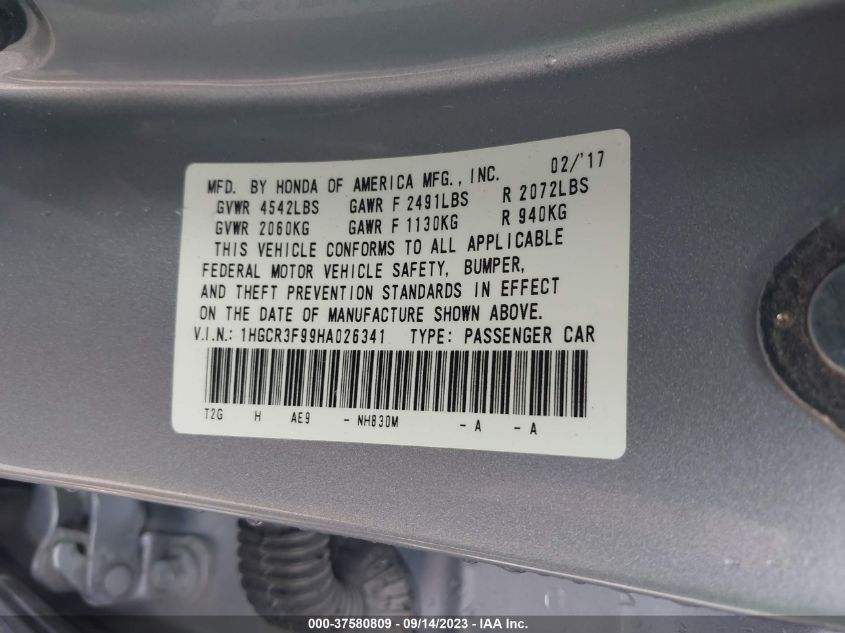 MFD. BY HONDA OF AMERICA MFG., INC. 02/'17
GVWR 4542LBS GAWR F 2491LBS R 2072LBS
GVWR 2060KG GAWR F 1130KG R 940KG
THIS VEHICLE CONFORMS TO ALL APPLICABLE
FEDERAL MOTOR VEHICLE SAFETY, BUMPER,
AND THEFT PREVENTION STANDARDS IN EFFECT
ON THE DATE OF MANUFACTURE SHOWN ABOVE.
V.I.N.: 1HGCR3F99HA026341 TYPE: PASSENGER CAR
T2G H AE9 - NH830M - A - A
000-37580809 - 09/14/2023 - IAA Inc.